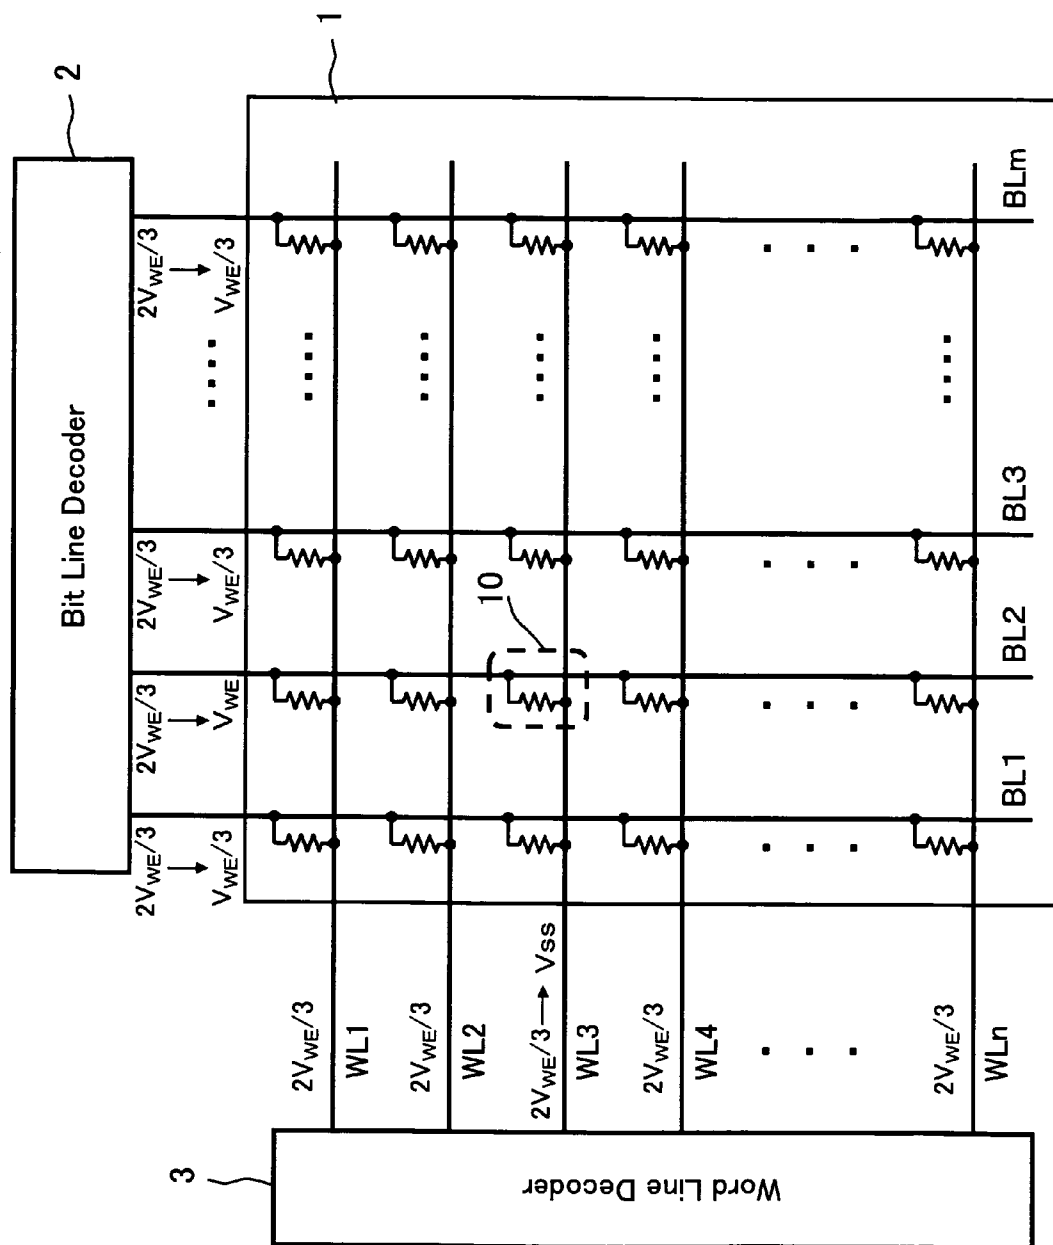 1
2
Bit Line Decoder
2VWE/3 → VWE/3
2VWE/3 → VWE
2VWE/3 → VWE/3
. . . .
2VWE/3 → VWE/3
2VWE/3
WL1
2VWE/3
WL2
2VWE/3 → Vss
WL3
2VWE/3
WL4
2VWE/3
WLn
10
BL1
BL2
BL3
BLm
3
Word Line Decoder